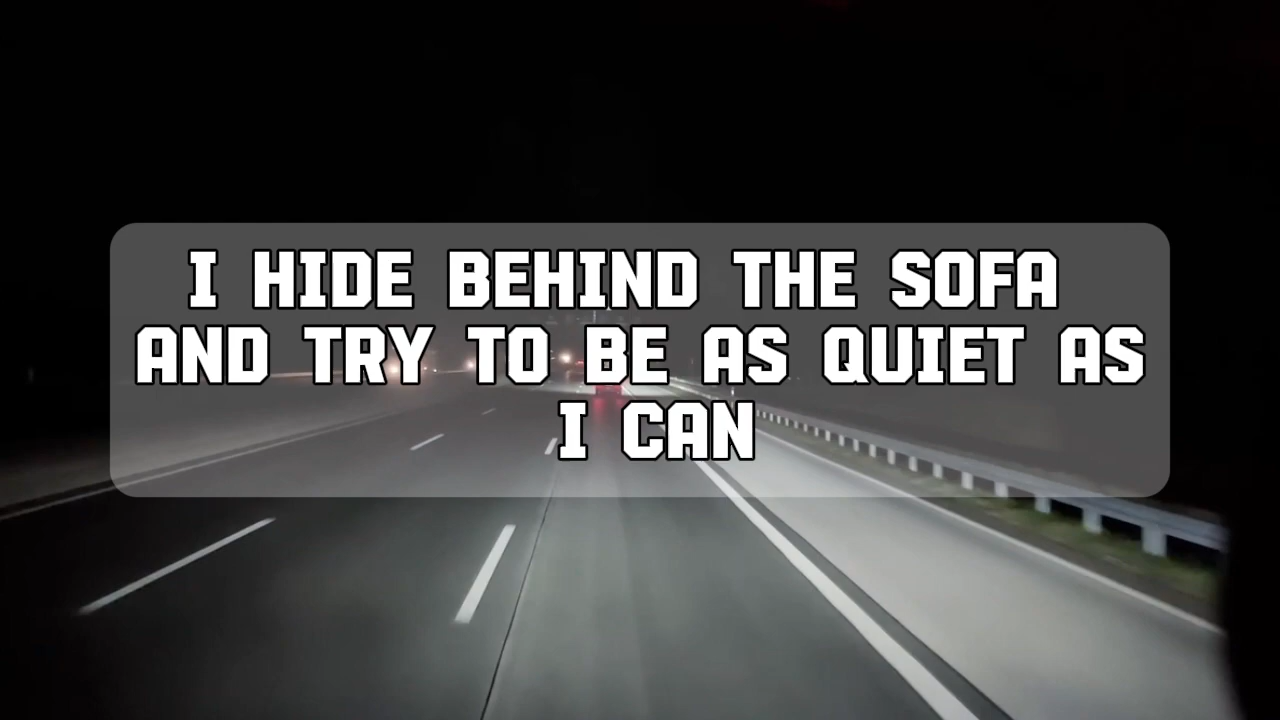 I HIDE BEHIND THE SOFA
AND TRY TO BE AS QUIET AS
I CAN